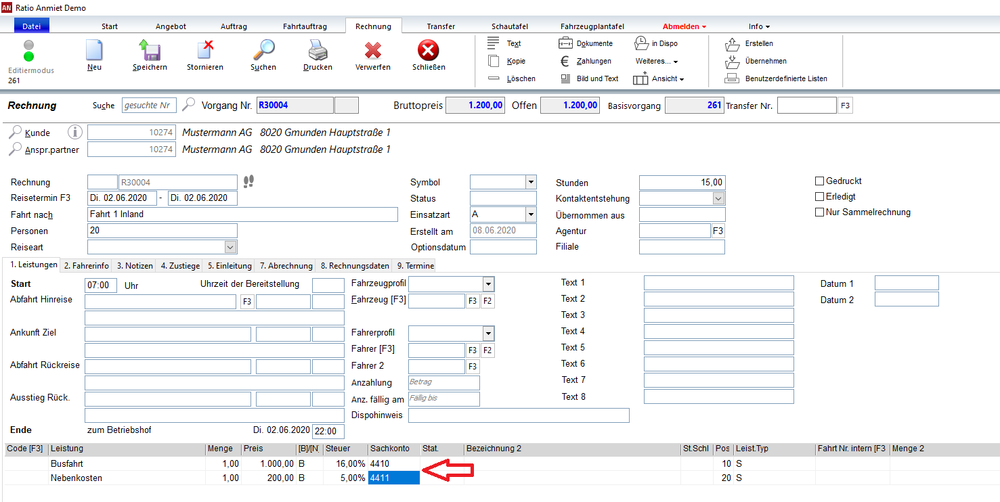 AN Ratio Anmiet Demo
Datei Start Angebot Auftrag Fahrtauftrag Rechnung Transfer Schautafel Fahrzeugplantafel Abmelden Info
Editiermodus
261
Neu Speichern Stornieren Suchen Drucken Verwerfen Schließen
Text Dokumente in Dispo Erstellen
Kopie Zahlungen Weiteres... Übernehmen
Löschen Bild und Text Ansicht Benutzerdefinierte Listen
Rechnung Suche gesuchte Nr Vorgang Nr. R30004 Bruttopreis 1.200,00 Offen 1.200,00 Basisvorgang 261 Transfer Nr. F3
Kunde 10274 Mustermann AG 8020 Gmunden Hauptstraße 1
Anspr.partner 10274 Mustermann AG 8020 Gmunden Hauptstraße 1
Rechnung R30004 Symbol Stunden 15,00 Gedruckt
Reisetermin F3 Di. 02.06.2020 - Di. 02.06.2020 Status Kontaktentstehung Erledigt
Fahrt nach Fahrt 1 Inland Einsatzart A Übernommen aus Nur Sammelrechnung
Personen 20 Erstellt am 08.06.2020 Agentur F3
Reiseart Optionsdatum Filiale
1. Leistungen 2. Fahrerinfo 3. Notizen 4. Zustiege 5. Einleitung 7. Abrechnung 8. Rechnungsdaten 9. Termine
Start 07:00 Uhr Uhrzeit der Bereitstellung Fahrzeugprofil Text 1 Datum 1
Abfahrt Hinreise F3 Fahrzeug [F3] F3 F2 Text 2 Datum 2
Text 3
Ankunft Ziel Fahrerprofil Text 4
Fahrer [F3] F3 F2 Text 5
Abfahrt Rückreise Fahrer 2 F3 Text 6
Anzahlung Betrag Text 7
Ausstieg Rück. Anz. fällig am Fällig bis Text 8
Dispohinweis
Ende zum Betriebshof Di. 02.06.2020 22:00
Code [F3] Leistung Menge Preis [B]/[N] Steuer Sachkonto Stat. Bezeichnung 2 St.Schl Pos Leist.Typ Fahrt Nr. intern [F3 Menge 2
Busfahrt 1,00 1.000,00 B 16,00% 4410 10 S
Nebenkosten 1,00 200,00 B 5,00% 4411 20 S